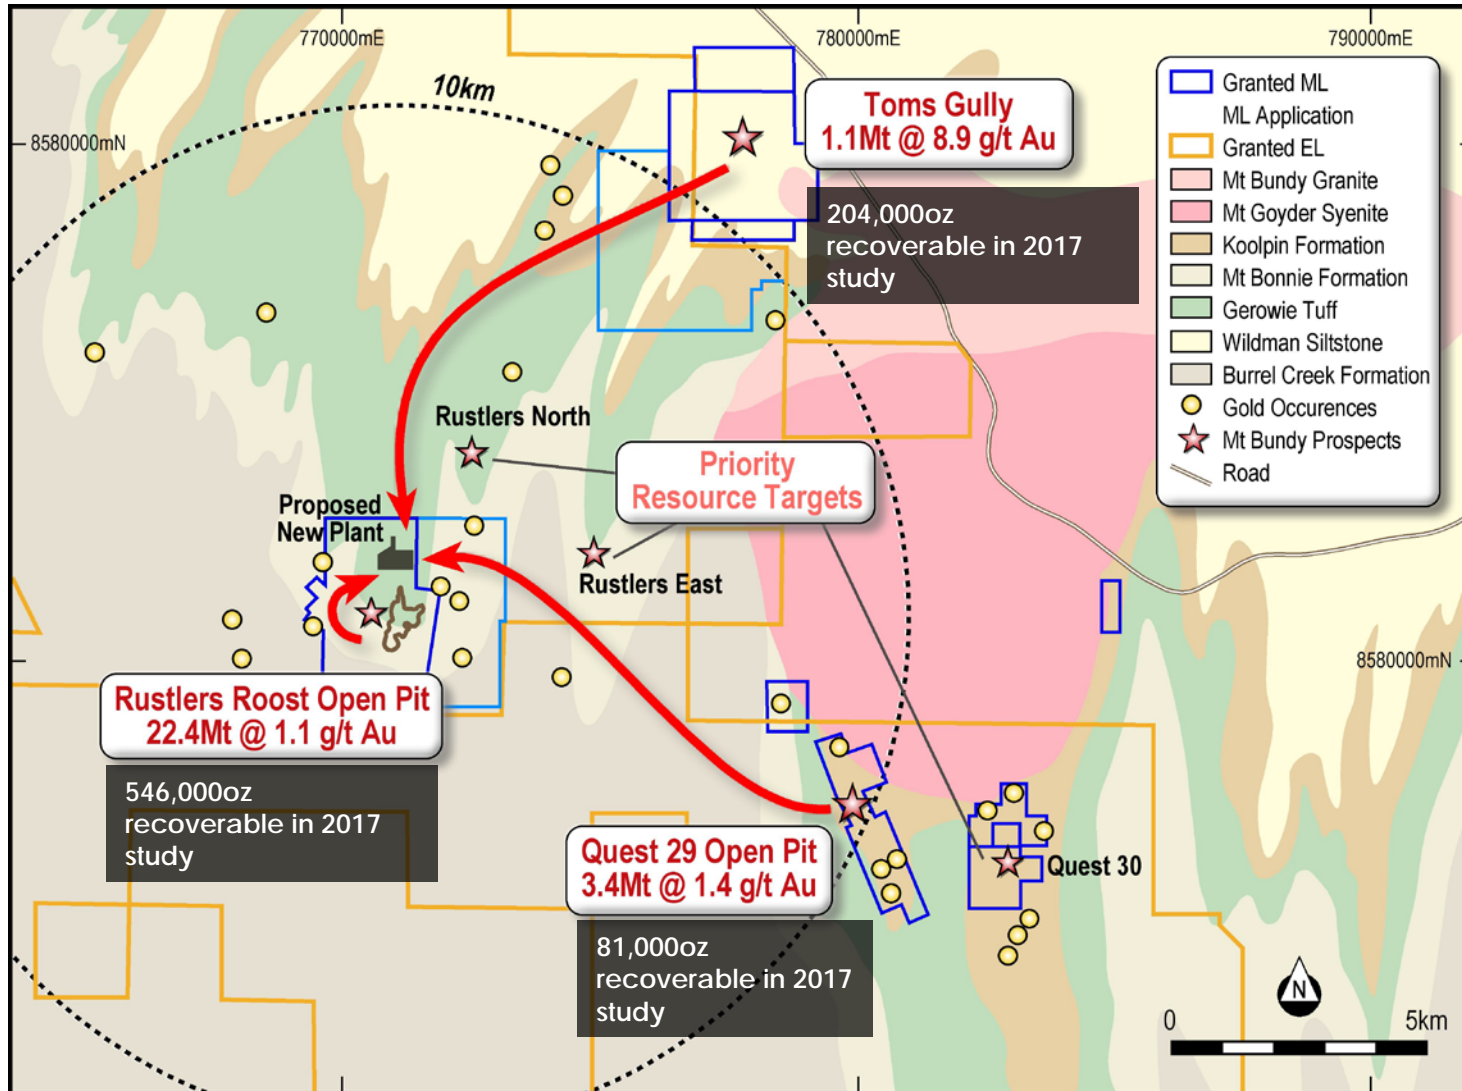 770000mE
780000mE
790000mE
10km
8580000mN
Toms Gully
1.1Mt @ 8.9 g/t Au
204,000oz
recoverable in 2017
study
Granted ML
ML Application
Granted EL
Mt Bundy Granite
Mt Goyder Syenite
Koolpin Formation
Mt Bonnie Formation
Gerowie Tuff
Wildman Siltstone
Burrel Creek Formation
Gold Occurences
Mt Bundy Prospects
Road
Rustlers North
Priority
Resource Targets
Proposed
New Plant
Rustlers East
8580000mN
Rustlers Roost Open Pit
22.4Mt @ 1.1 g/t Au
546,000oz
recoverable in 2017
study
Quest 29 Open Pit
3.4Mt @ 1.4 g/t Au
81,000oz
recoverable in 2017
study
Quest 30
N
0
5km